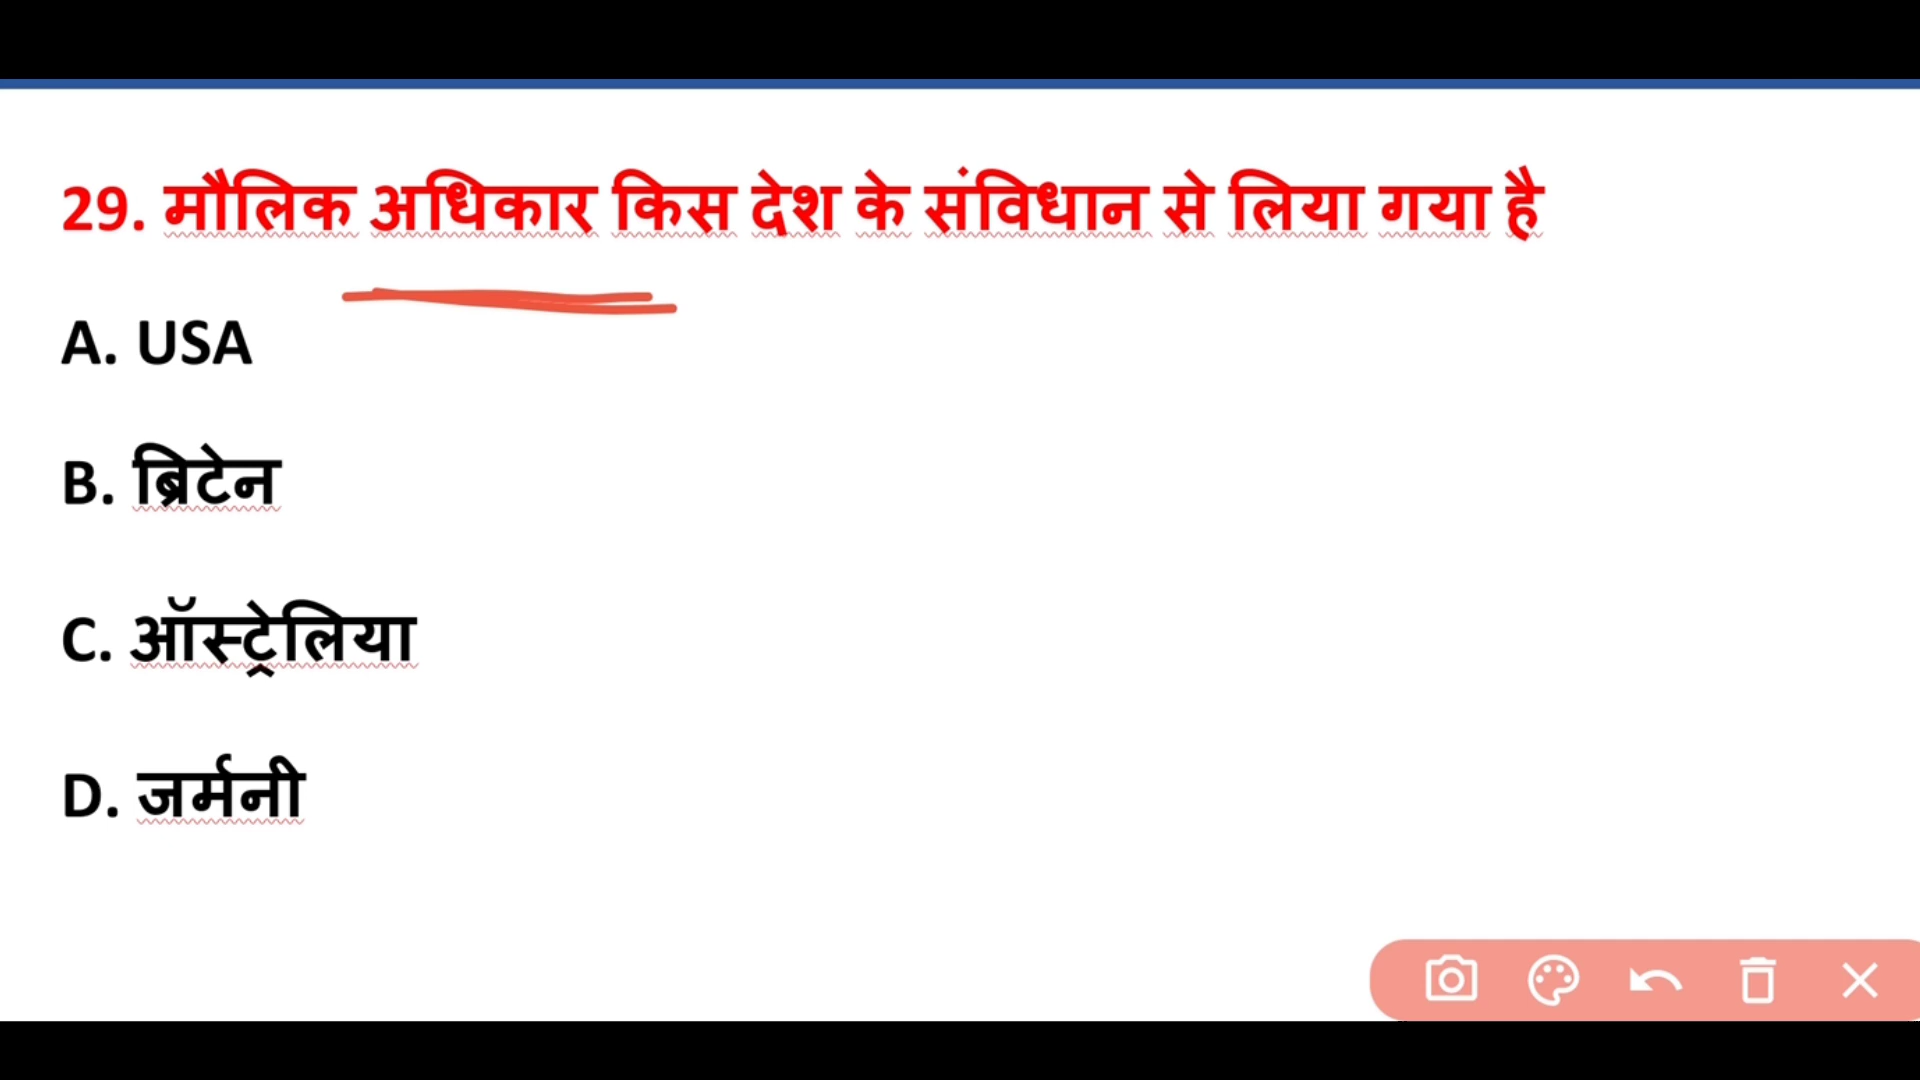 29. मौलिक अधिकार किस देश के संविधान से लिया गया है
A. USA
B. ब्रिटेन
C. ऑस्ट्रेलिया
D. जर्मनी